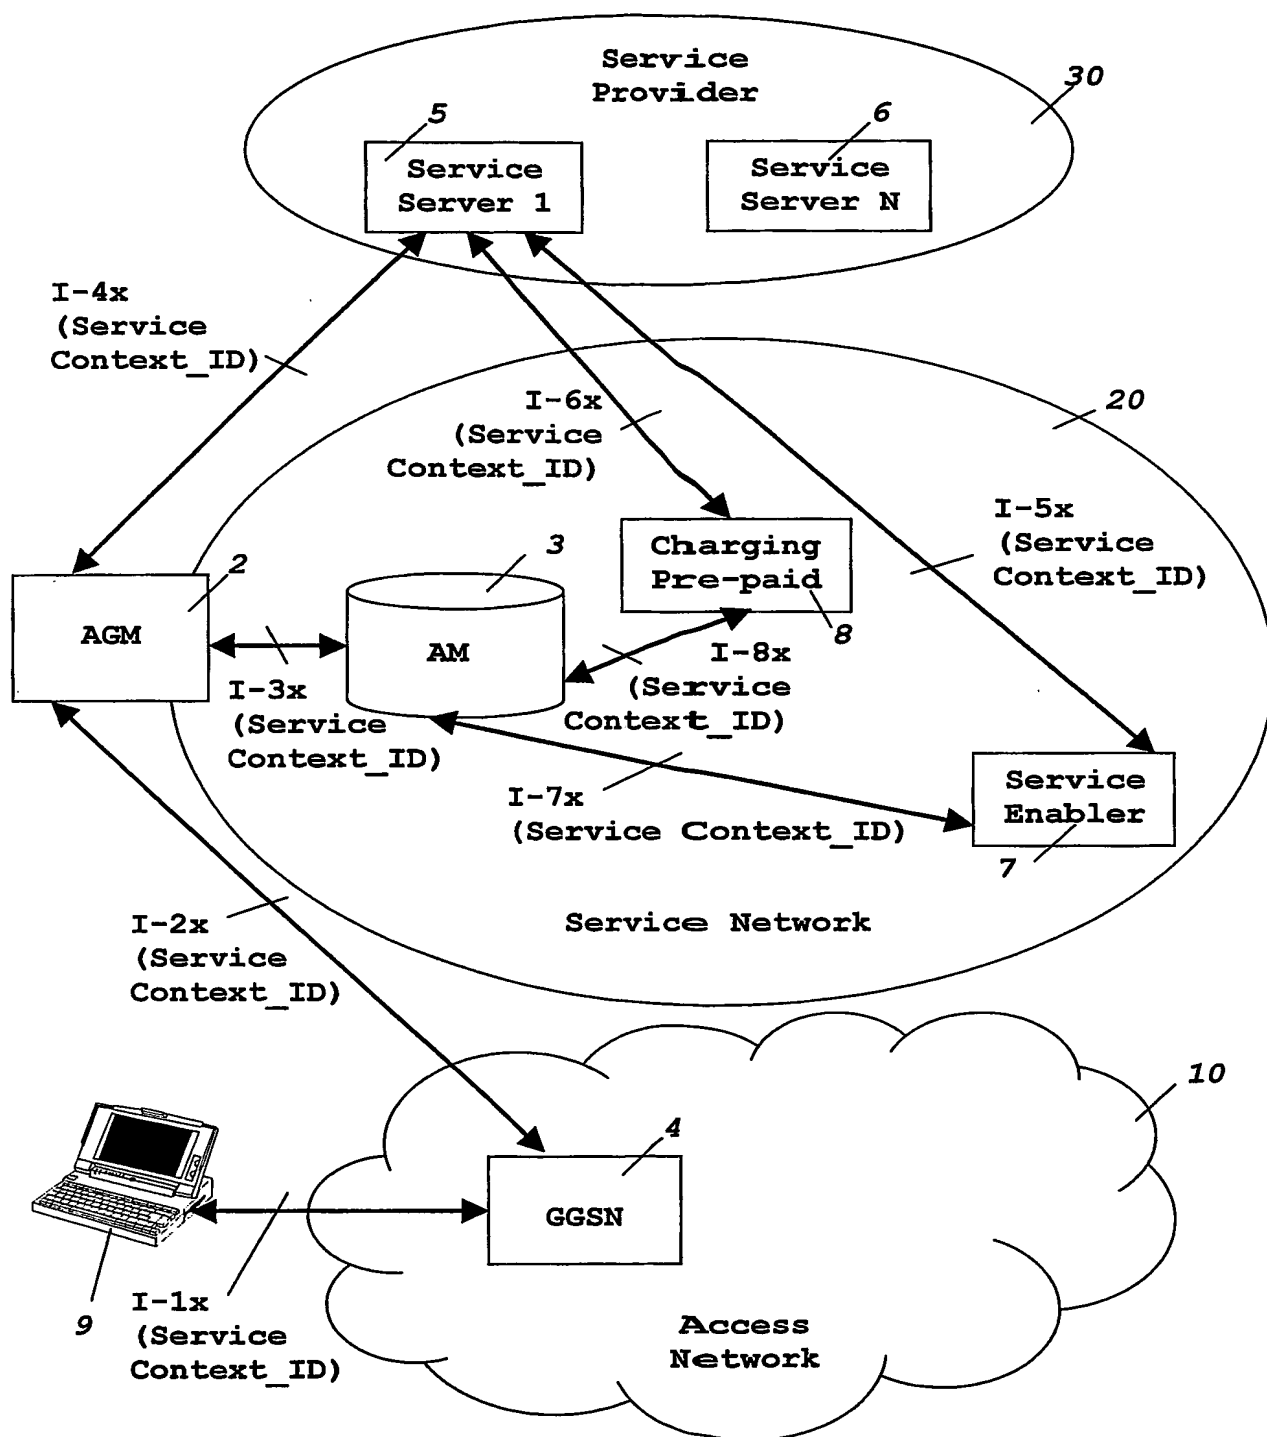 Service
Provider
30
5
6
Service
Server 1
Service
Server N
I-4x
(Service
Context_ID)
I-6x
(Service
Context_ID)
20
I-5x
(Service
Context_ID)
2
3
Charging
Pre-paid
8
AGM
AM
I-3x
(Service
Context_ID)
I-8x
(Service
Context_ID)
I-7x
(Service Context_ID)
Service
Enabler
7
I-2x
(Service
Context_ID)
Service Network
10
4
GGSN
9
I-1x
(Service
Context_ID)
Access
Network